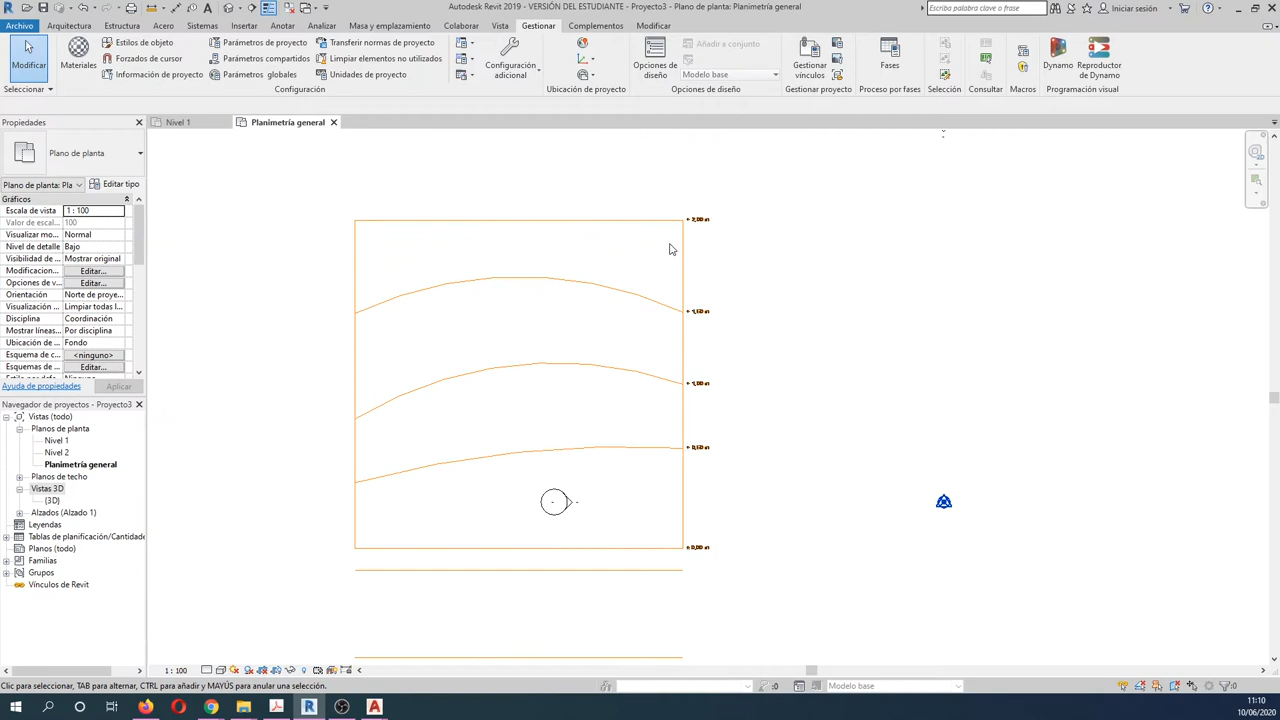 Autodesk Revit 2019 - VERSIÓN DEL ESTUDIANTE - Proyecto3 - Plano de planta: Planimetría general
Escriba palabra clave o frase
Iniciar sesión
Archivo Arquitectura Estructura Acero Sistemas Insertar Anotar Analizar Masa y emplazamiento Colaborar Vista Gestionar Complementos Modificar
Modificar
Materiales
Estilos de objeto
Forzados de cursor
Información de proyecto
Parámetros de proyecto
Parámetros compartidos
Parámetros globales
Transferir normas de proyecto
Limpiar elementos no utilizados
Unidades de proyecto
Configuración
adicional
Opciones de
diseño
Añadir a conjunto
Modelo base
Gestionar
vínculos
Fases
Dynamo
Reproductor
de Dynamo
Seleccionar Configuración Ubicación de proyecto Opciones de diseño Gestionar proyecto Proceso por fases Selección Consultar Macros Programación visual
Propiedades
Nivel 1
Planimetría general
Plano de planta
Plano de planta: Pla
Editar tipo
Gráficos
Escala de vista 1 : 100
Valor de escal... 100
Visualizar mo... Normal
Nivel de detalle Bajo
Visibilidad de ... Mostrar original
Modificacion... Editar...
Opciones de v... Editar...
Orientación Norte de proye...
Visualización ... Limpiar todas l...
Disciplina Coordinación
Mostrar líneas... Por disciplina
Ubicación de ... Fondo
Esquema de c... <ninguno>
Esquemas de ... Editar...
Ayuda de propiedades
Aplicar
Navegador de proyectos - Proyecto3
Vistas (todo)
Planos de planta
Nivel 1
Nivel 2
Planimetría general
Planos de techo
Vistas 3D
{3D}
Alzados (Alzado 1)
Leyendas
Tablas de planificación/Cantidade
Planos (todo)
Familias
Grupos
Vínculos de Revit
1 : 100
Clic para seleccionar, TAB para alternar, CTRL para añadir y MAYÚS para anular una selección.
:0
Modelo base
:0
11:10
10/06/2020